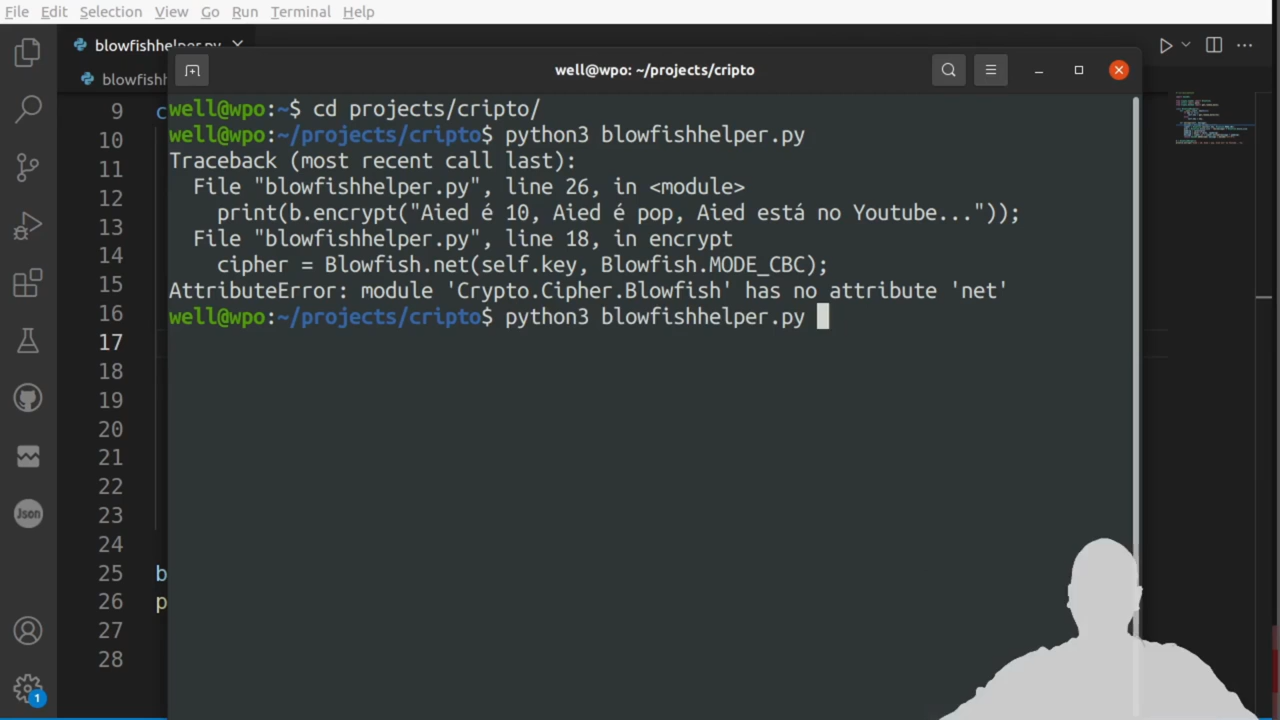 File Edit Selection View Go Run Terminal Help
blowfishhelper.py
well@wpo: ~/projects/cripto
9 c well@wpo:~$ cd projects/cripto/
10 well@wpo:~/projects/cripto$ python3 blowfishhelper.py
11 Traceback (most recent call last):
12 File "blowfishhelper.py", line 26, in <module>
13 print(b.encrypt("Aied é 10, Aied é pop, Aied está no Youtube..."));
14 File "blowfishhelper.py", line 18, in encrypt
15 cipher = Blowfish.net(self.key, Blowfish.MODE_CBC);
AttributeError: module 'Crypto.Cipher.Blowfish' has no attribute 'net'
16 well@wpo:~/projects/cripto$ python3 blowfishhelper.py
17
18
19
20
21
22
23
24
25 b
26 p
27
28
Json
1